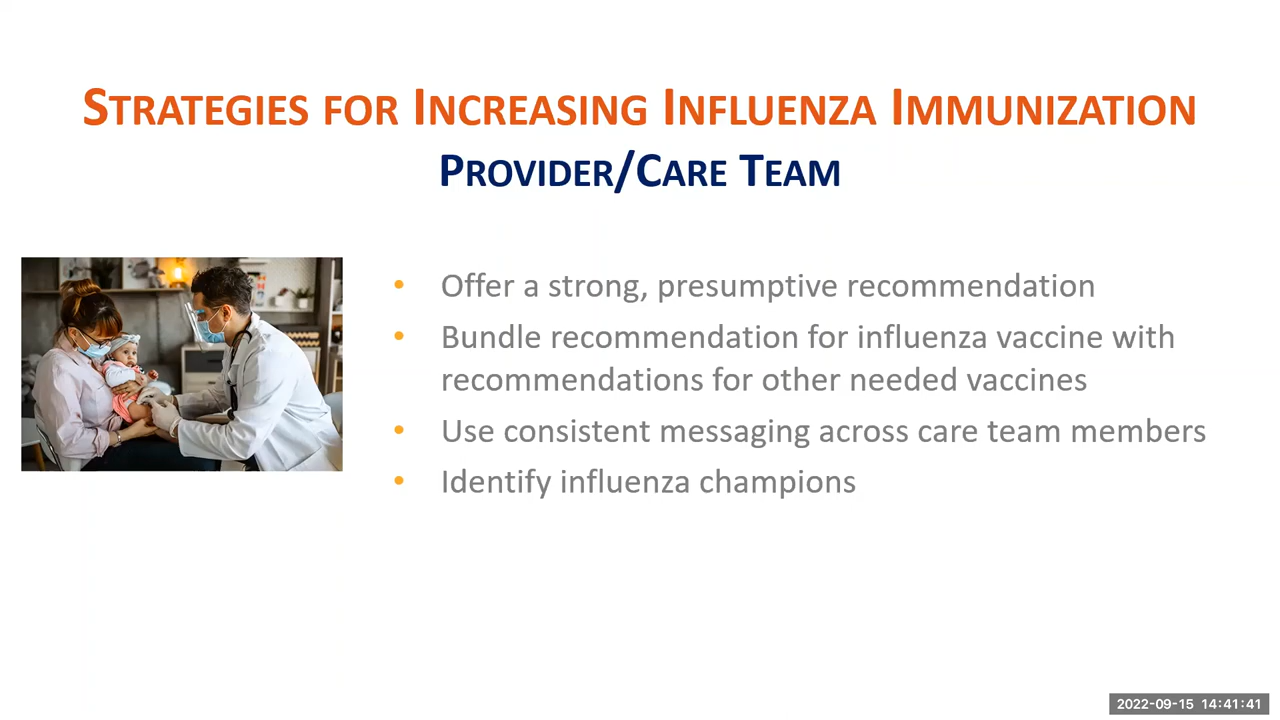 Strategies for Increasing Influenza Immunization
Provider/Care Team
• Offer a strong, presumptive recommendation
• Bundle recommendation for influenza vaccine with
recommendations for other needed vaccines
• Use consistent messaging across care team members
• Identify influenza champions
2022-09-15 14:41:41